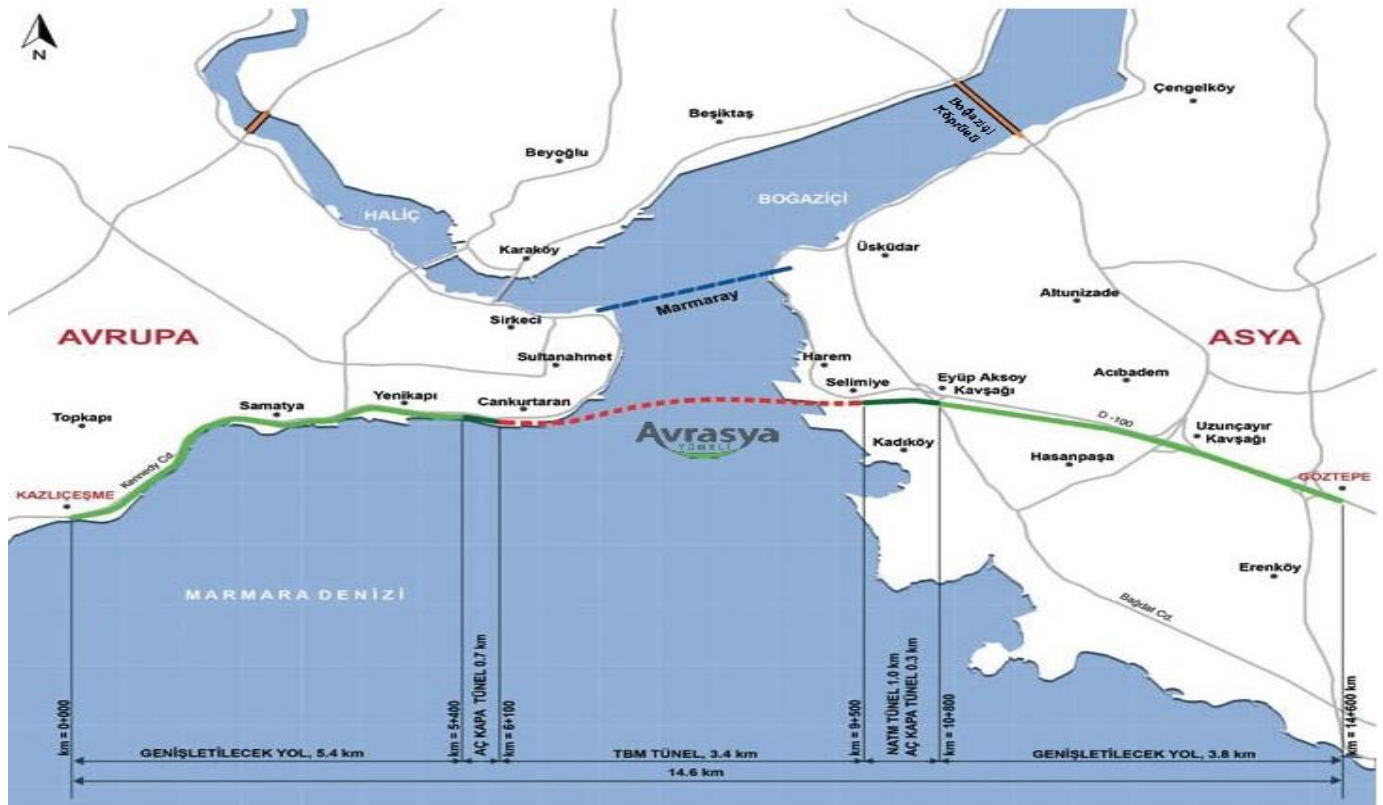 N
Çengelköy
Beşiktaş
Boğaziçi
Köprüsü
Beyoğlu
BOĞAZİÇİ
HALİÇ
Karaköy
Üsküdar
Altunizade
Marmaray
Sirkeci
AVRUPA
ASYA
Sultanahmet
Harem
Acıbadem
Selimiye
Eyüp Aksoy
Kavşağı
Yenikapı
Cankurtaran
Samatya
Topkapı
D -100
Uzunçayır
Kavşağı
Avrasya
TÜNELİ
Kadıköy
Hasanpaşa
Kennedy Cd.
KAZLIÇEŞME
GÖZTEPE
Erenköy
MARMARA DENİZİ
Bağdat Cd.
km = 0+000
km = 5+400
AÇ KAPA TÜNEL 0.7 km
km = 6+100
km = 9+500
NATM TÜNEL 1.0 km
AÇ KAPA TÜNEL 0.3 km
km = 10+800
km = 14+600 km
GENİŞLETİLECEK YOL, 5.4 km
TBM TÜNEL, 3.4 km
GENİŞLETİLECEK YOL, 3.8 km
14.6 km